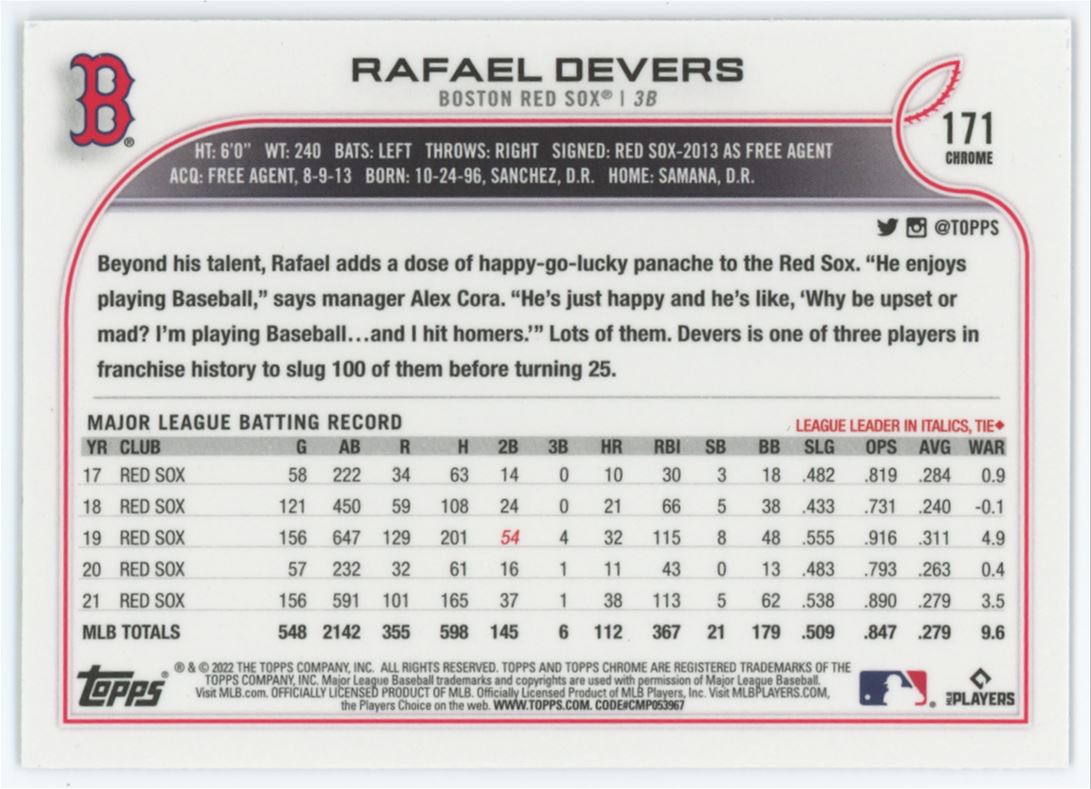 B®
RAFAEL DEVERS
BOSTON RED SOX® | 3B
171
CHROME
HT: 6'0" WT: 240 BATS: LEFT THROWS: RIGHT SIGNED: RED SOX-2013 AS FREE AGENT
ACQ: FREE AGENT, 8-9-13 BORN: 10-24-96, SANCHEZ, D.R. HOME: SAMANA, D.R.
@TOPPS
Beyond his talent, Rafael adds a dose of happy-go-lucky panache to the Red Sox. “He enjoys
playing Baseball,” says manager Alex Cora. “He’s just happy and he’s like, ‘Why be upset or
mad? I’m playing Baseball...and I hit homers.’” Lots of them. Devers is one of three players in
franchise history to slug 100 of them before turning 25.
MAJOR LEAGUE BATTING RECORD LEAGUE LEADER IN ITALICS, TIE◆
YR CLUB G AB R H 2B 3B HR RBI SB BB SLG OPS AVG WAR
17 RED SOX 58 222 34 63 14 0 10 30 3 18 .482 .819 .284 0.9
18 RED SOX 121 450 59 108 24 0 21 66 5 38 .433 .731 .240 -0.1
19 RED SOX 156 647 129 201 54 4 32 115 8 48 .555 .916 .311 4.9
20 RED SOX 57 232 32 61 16 1 11 43 0 13 .483 .793 .263 0.4
21 RED SOX 156 591 101 165 37 1 38 113 5 62 .538 .890 .279 3.5
MLB TOTALS 548 2142 355 598 145 6 112 367 21 179 .509 .847 .279 9.6
topps®
® & © 2022 THE TOPPS COMPANY, INC. ALL RIGHTS RESERVED. TOPPS AND TOPPS CHROME ARE REGISTERED TRADEMARKS OF THE
TOPPS COMPANY, INC. Major League Baseball trademarks and copyrights are used with permission of Major League Baseball.
Visit MLB.com. OFFICIALLY LICENSED PRODUCT OF MLB. Officially Licensed Product of MLB Players, Inc. Visit MLBPLAYERS.COM,
the Players Choice on the web. WWW.TOPPS.COM. CODE#CMP053967
MLB PLAYERS